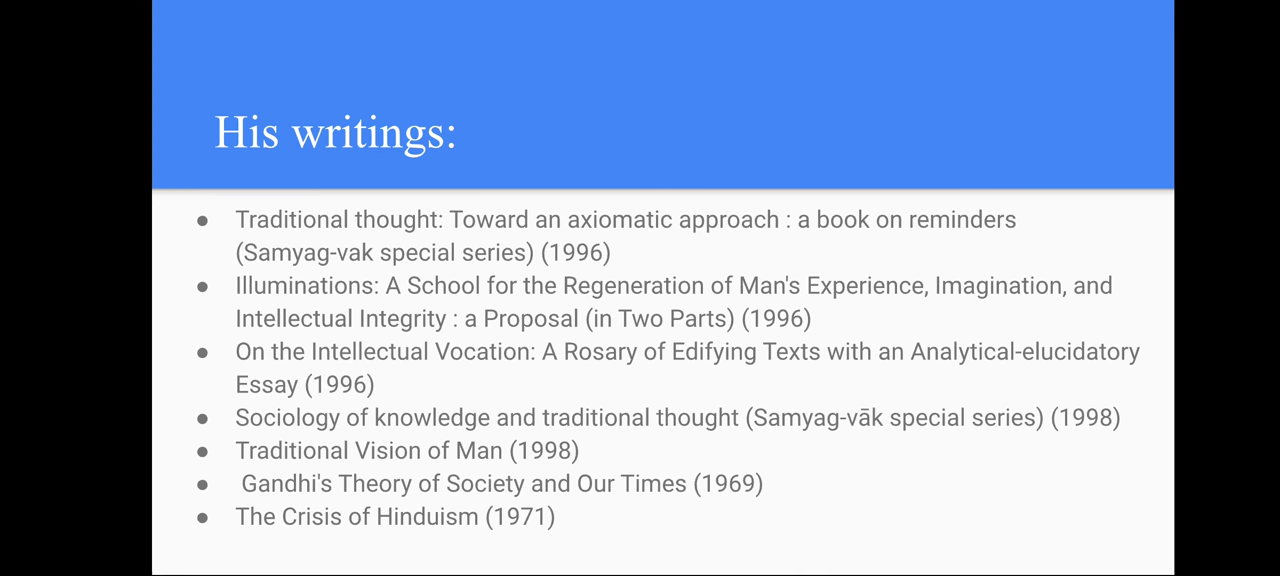 His writings:
● Traditional thought: Toward an axiomatic approach : a book on reminders
(Samyag-vak special series) (1996)
● Illuminations: A School for the Regeneration of Man's Experience, Imagination, and
Intellectual Integrity : a Proposal (in Two Parts) (1996)
● On the Intellectual Vocation: A Rosary of Edifying Texts with an Analytical-elucidatory
Essay (1996)
● Sociology of knowledge and traditional thought (Samyag-vāk special series) (1998)
● Traditional Vision of Man (1998)
● Gandhi's Theory of Society and Our Times (1969)
● The Crisis of Hinduism (1971)